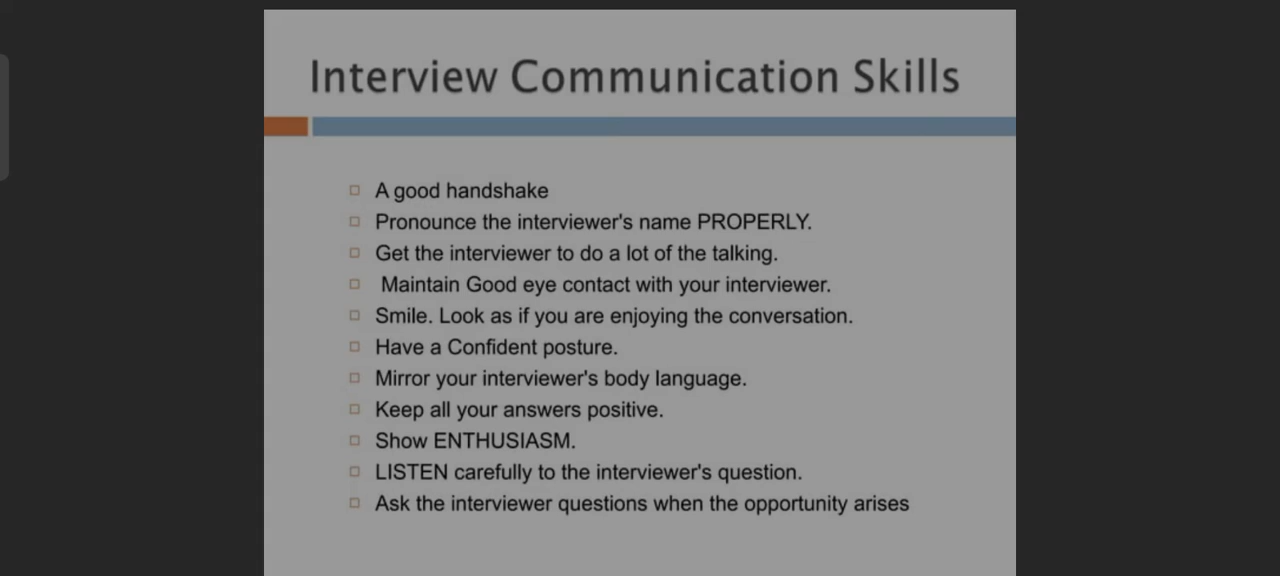 Interview Communication Skills
A good handshake
Pronounce the interviewer's name PROPERLY.
Get the interviewer to do a lot of the talking.
Maintain Good eye contact with your interviewer.
Smile. Look as if you are enjoying the conversation.
Have a Confident posture.
Mirror your interviewer's body language.
Keep all your answers positive.
Show ENTHUSIASM.
LISTEN carefully to the interviewer's question.
Ask the interviewer questions when the opportunity arises